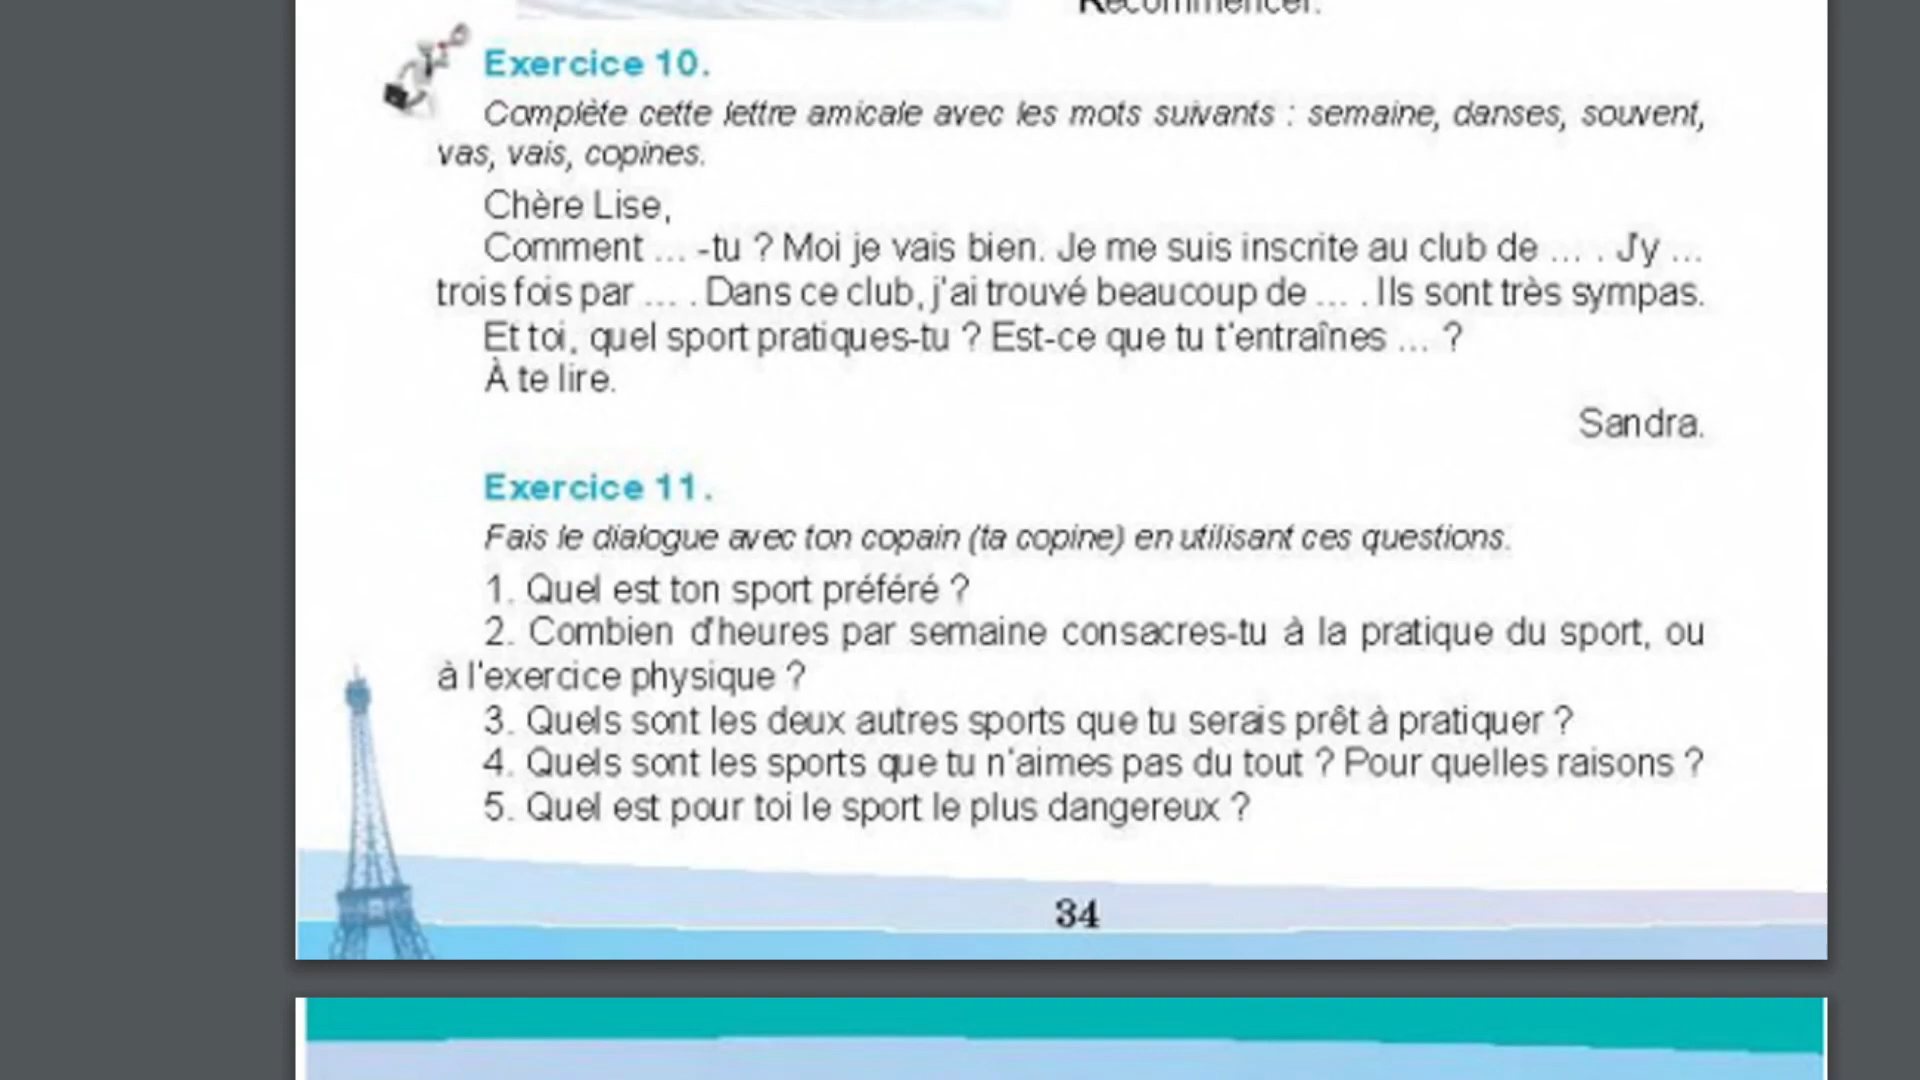 Recommencer.
Exercice 10.
Complète cette lettre amicale avec les mots suivants : semaine, danses, souvent,
vas, vais, copines.
Chère Lise,
Comment ... -tu ? Moi je vais bien. Je me suis inscrite au club de ... . J'y ...
trois fois par ... . Dans ce club, j'ai trouvé beaucoup de ... . Ils sont très sympas.
Et toi, quel sport pratiques-tu ? Est-ce que tu t'entraînes ... ?
À te lire.
Sandra.
Exercice 11.
Fais le dialogue avec ton copain (ta copine) en utilisant ces questions.
1. Quel est ton sport préféré ?
2. Combien d'heures par semaine consacres-tu à la pratique du sport, ou
à l'exercice physique ?
3. Quels sont les deux autres sports que tu serais prêt à pratiquer ?
4. Quels sont les sports que tu n'aimes pas du tout ? Pour quelles raisons ?
5. Quel est pour toi le sport le plus dangereux ?
34